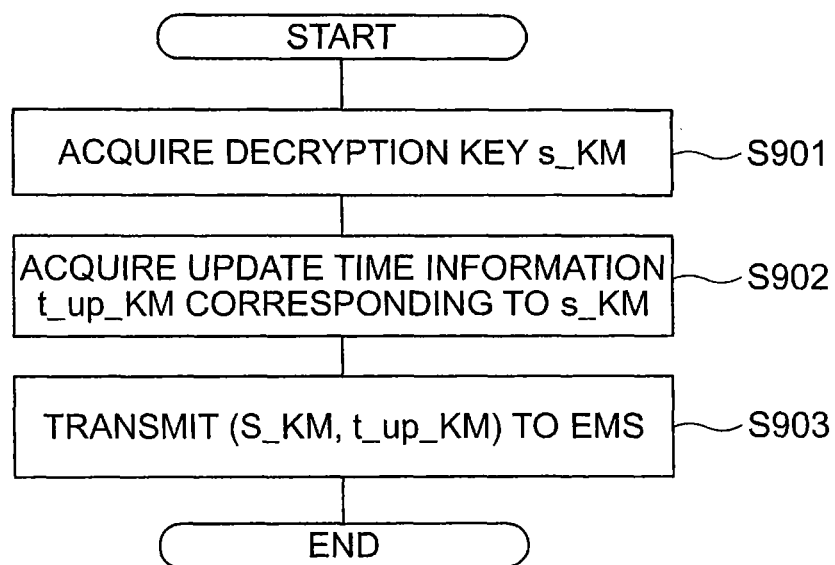 START
ACQUIRE DECRYPTION KEY s_KM
S901
ACQUIRE UPDATE TIME INFORMATION
t_up_KM CORRESPONDING TO s_KM
S902
TRANSMIT (S_KM, t_up_KM) TO EMS
S903
END